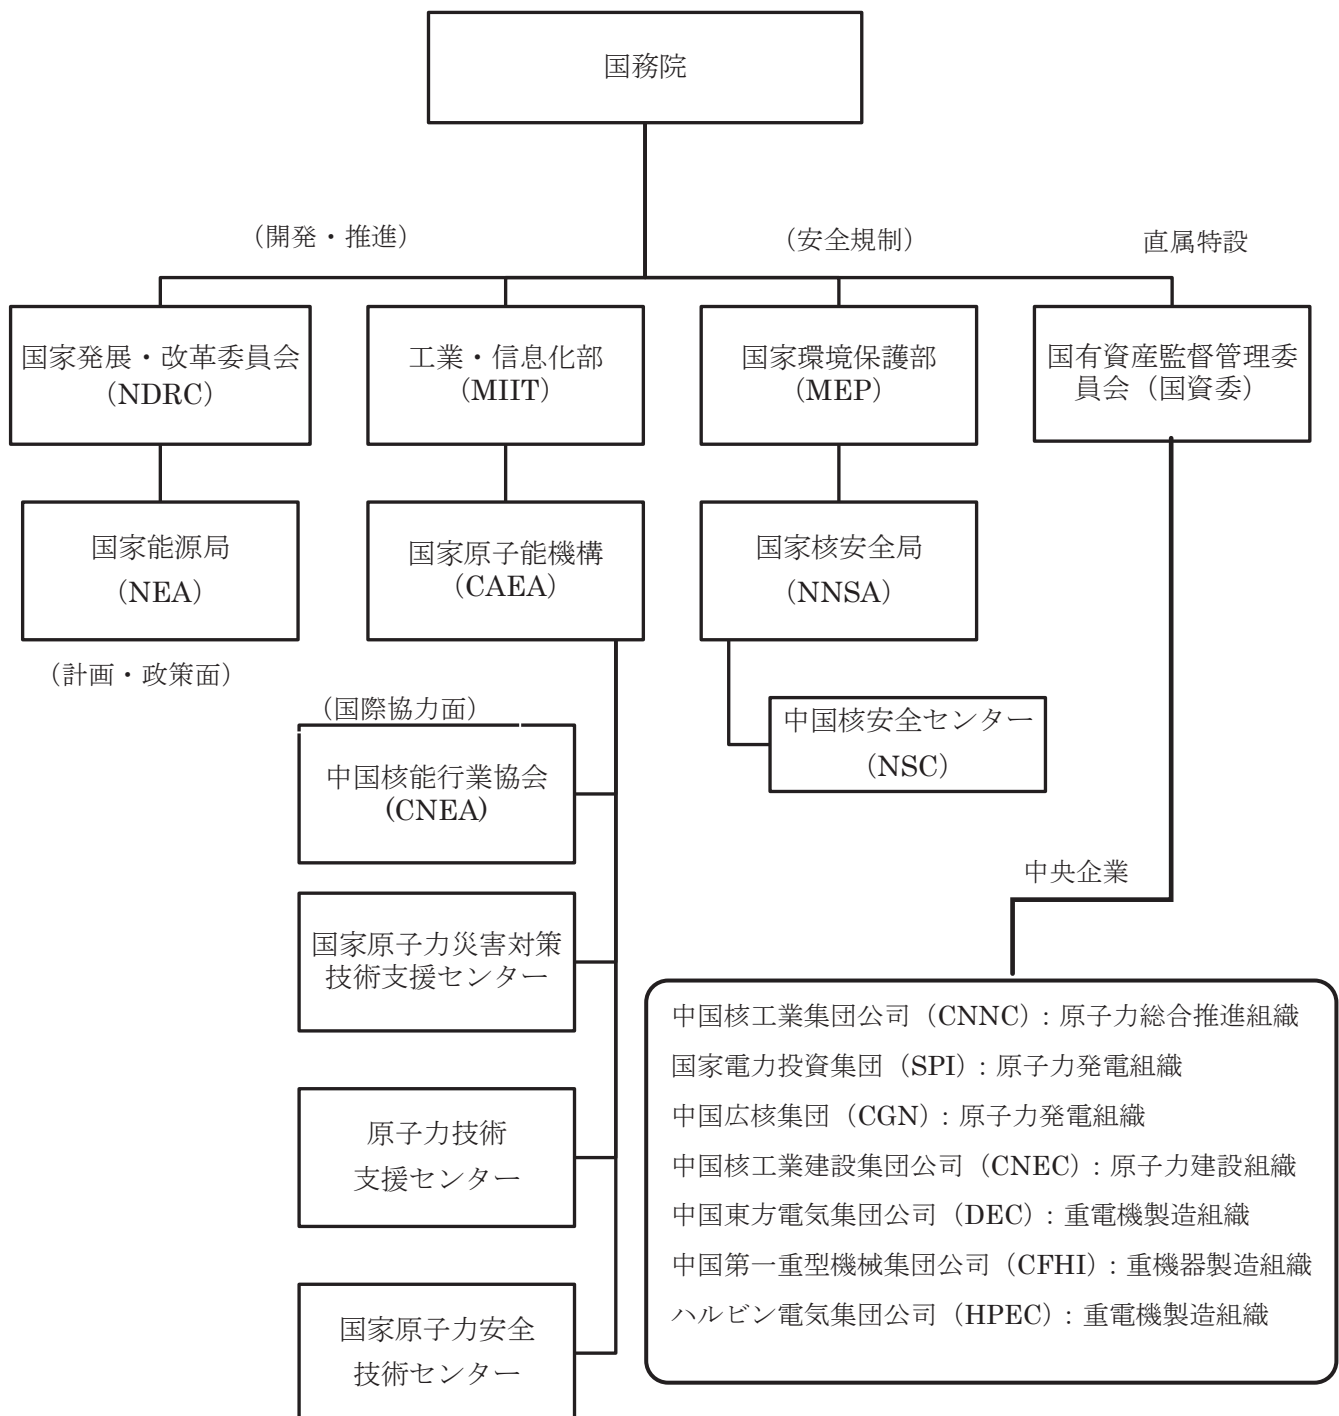 国務院
（開発・推進）
（安全規制）
直属特設
国家発展・改革委員会
（NDRC）
工業・信息化部
（MIIT）
国家環境保護部
（MEP）
国有資産監督管理委
員会（国資委）
国家能源局
（NEA）
国家原子能機構
（CAEA）
国家核安全局
（NNSA）
（計画・政策面）
（国際協力面）
中国核安全センター
（NSC）
中国核能行業協会
(CNEA)
中央企業
国家原子力災害対策
技術支援センター
原子力技術
支援センター
国家原子力安全
技術センター
中国核工業集団公司（CNNC）: 原子力総合推進組織
国家電力投資集団（SPI）: 原子力発電組織
中国広核集団（CGN）: 原子力発電組織
中国核工業建設集団公司（CNEC）: 原子力建設組織
中国東方電気集団公司（DEC）: 重電機製造組織
中国第一重型機械集団公司（CFHI）: 重機器製造組織
ハルビン電気集団公司（HPEC）: 重電機製造組織